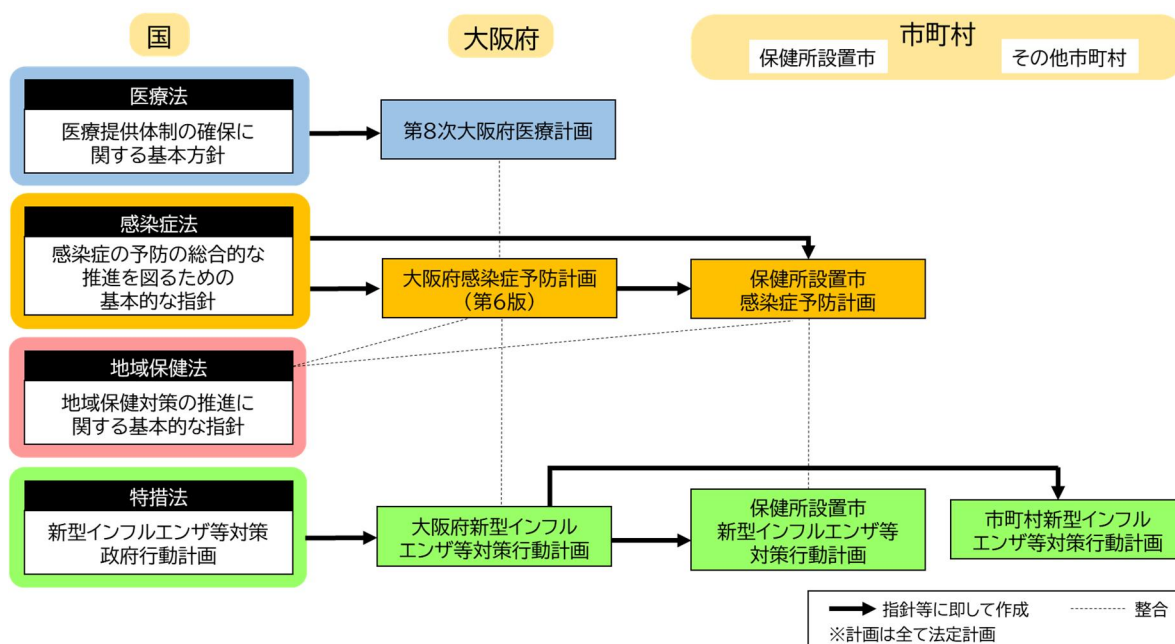 国
大阪府
市町村
保健所設置市
その他市町村
医療法
医療提供体制の確保に
関する基本方針
第8次大阪府医療計画
感染症法
感染症の予防の総合的な
推進を図るための
基本的な指針
大阪府感染症予防計画
(第6版)
保健所設置市
感染症予防計画
地域保健法
地域保健対策の推進に
関する基本的な指針
特措法
新型インフルエンザ等対策
政府行動計画
大阪府新型インフル
エンザ等対策行動計画
保健所設置市
新型インフルエンザ等
対策行動計画
市町村新型インフル
エンザ等対策行動計画
指針等に即して作成
整合
※計画は全て法定計画